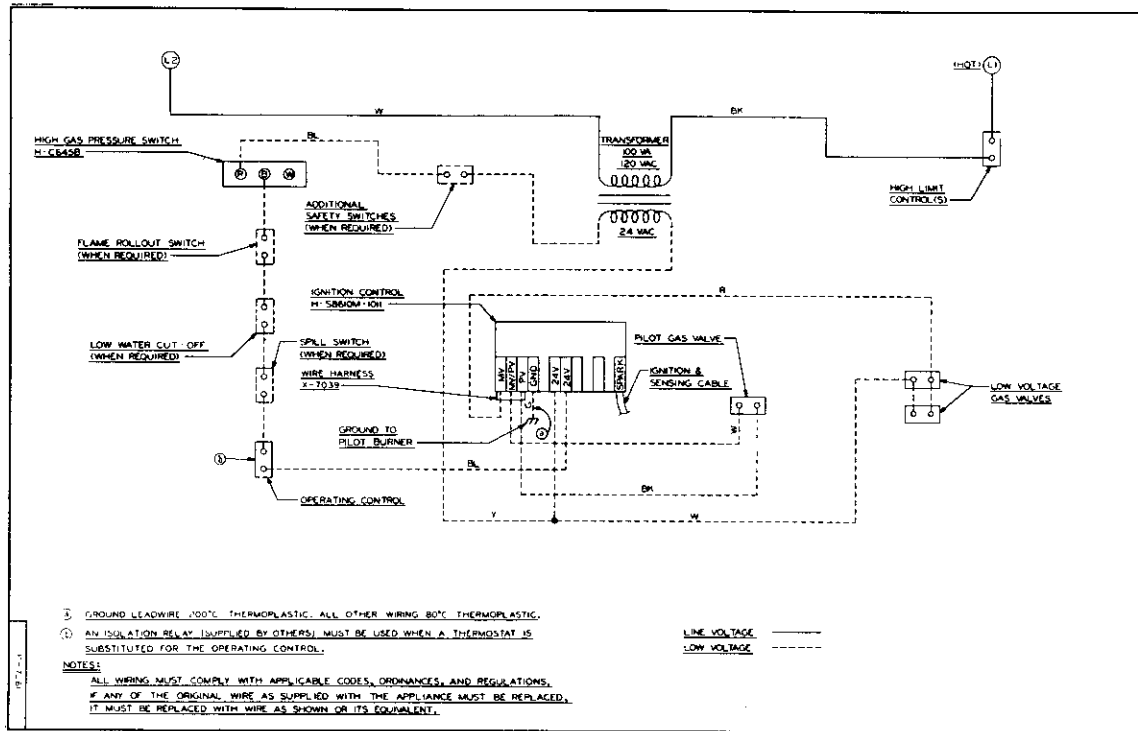 L2
(HOT) L1
W
BK
HIGH GAS PRESSURE SWITCH
H-C645B
BL
TRANSFORMER
100 VA
120 VAC
R B W
HIGH LIMIT
CONTROL(S)
ADDITIONAL
SAFETY SWITCHES
(WHEN REQUIRED)
24 VAC
FLAME ROLLOUT SWITCH
(WHEN REQUIRED)
IGNITION CONTROL
H-S8610M-1011
R
PILOT GAS VALVE
LOW WATER CUT-OFF
(WHEN REQUIRED)
SPILL SWITCH
(WHEN REQUIRED)
WIRE HARNESS
X-7039
MV
MV/PV
PV
GND
24V
24V
SPARK
IGNITION &
SENSING CABLE
LOW VOLTAGE
GAS VALVES
G
W
GROUND TO
PILOT BURNER
a
b
BL
BK
OPERATING CONTROL
Y
W
GROUND LEADWIRE 200°C THERMOPLASTIC. ALL OTHER WIRING 80°C THERMOPLASTIC.
AN ISOLATION RELAY (SUPPLIED BY OTHERS) MUST BE USED WHEN A THERMOSTAT IS
SUBSTITUTED FOR THE OPERATING CONTROL.
LINE VOLTAGE
LOW VOLTAGE
NOTES:
ALL WIRING MUST COMPLY WITH APPLICABLE CODES, ORDINANCES, AND REGULATIONS.
IF ANY OF THE ORIGINAL WIRE AS SUPPLIED WITH THE APPLIANCE MUST BE REPLACED,
IT MUST BE REPLACED WITH WIRE AS SHOWN OR ITS EQUIVALENT.